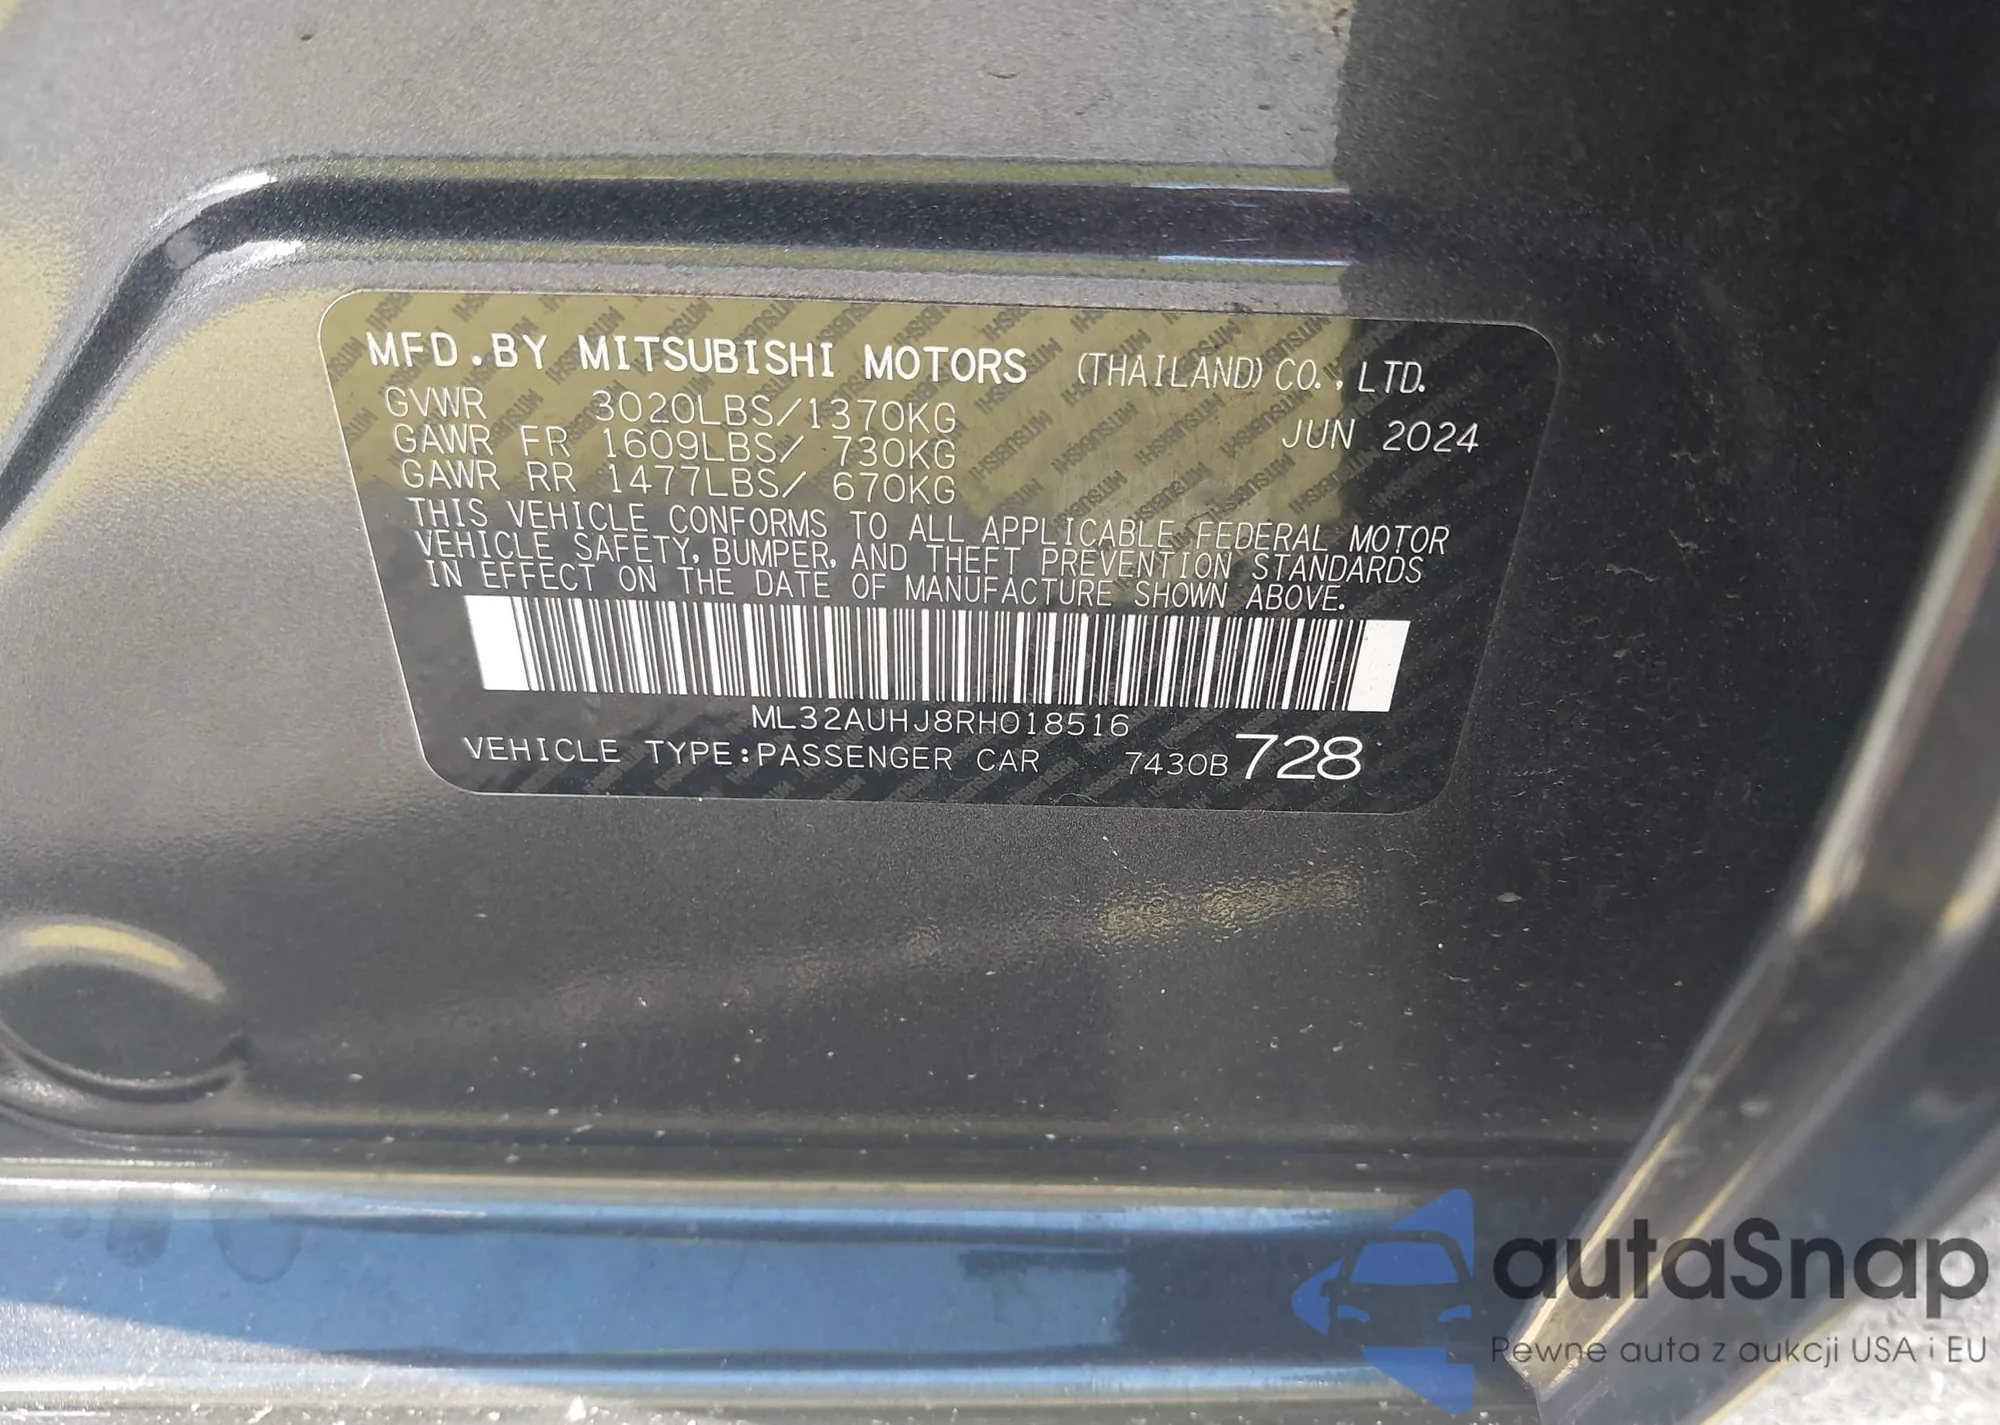 MFD.BY MITSUBISHI MOTORS (THAILAND) CO., LTD.
GVWR 3020LBS/1370KG JUN 2024
GAWR FR 1609LBS/ 730KG
GAWR RR 1477LBS/ 670KG
THIS VEHICLE CONFORMS TO ALL APPLICABLE FEDERAL MOTOR
VEHICLE SAFETY, BUMPER, AND THEFT PREVENTION STANDARDS
IN EFFECT ON THE DATE OF MANUFACTURE SHOWN ABOVE.
ML32AUHJ8RH018516
VEHICLE TYPE:PASSENGER CAR 7430B 728
autaSnap
Pewne auta z aukcji USA i EU